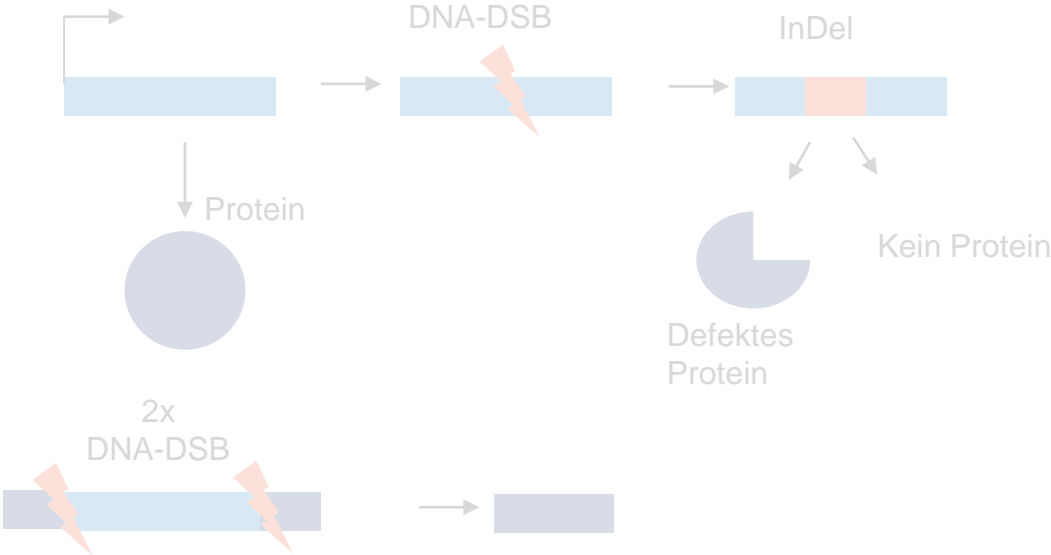 DNA-DSB
InDel
Protein
Kein Protein
Defektes
Protein
2x
DNA-DSB